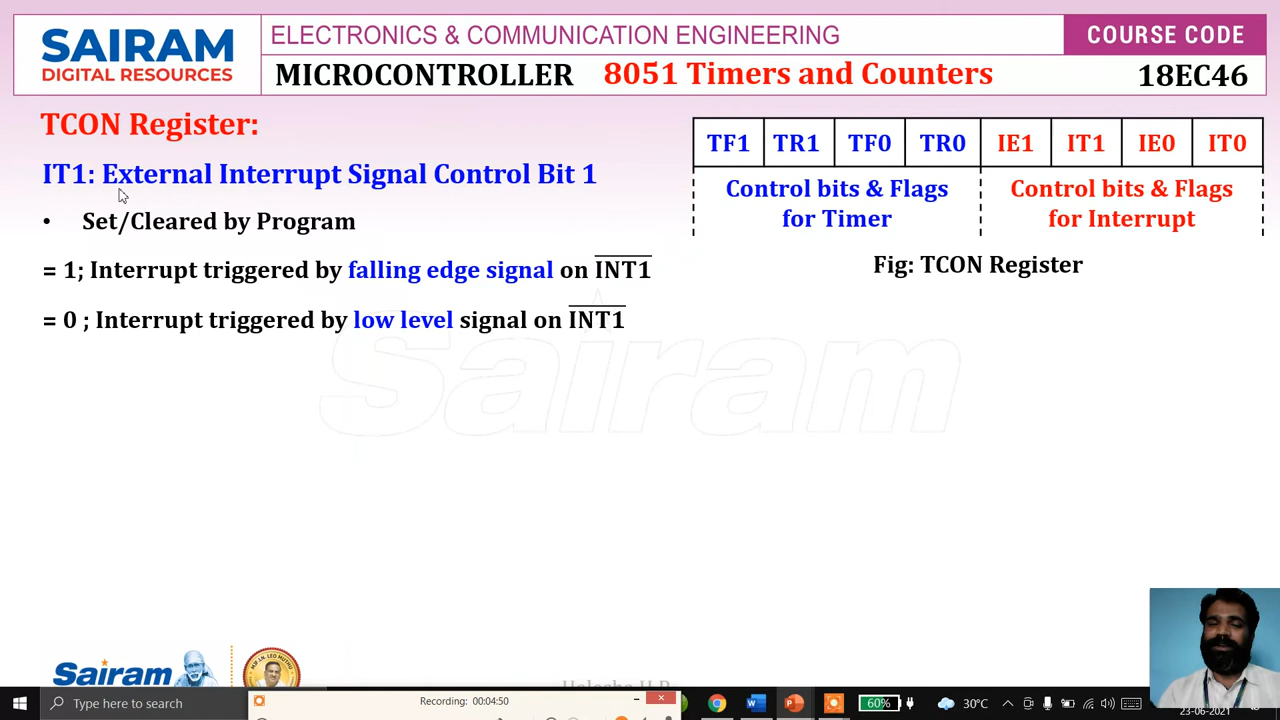 SAIRAM
DIGITAL RESOURCES
ELECTRONICS & COMMUNICATION ENGINEERING
COURSE CODE
MICROCONTROLLER
8051 Timers and Counters
18EC46
TCON Register:
IT1: External Interrupt Signal Control Bit 1
• Set/Cleared by Program
= 1; Interrupt triggered by falling edge signal on INT1
= 0 ; Interrupt triggered by low level signal on INT1
TF1 TR1 TF0 TR0 IE1 IT1 IE0 IT0
Control bits & Flags
for Timer
Control bits & Flags
for Interrupt
Fig: TCON Register
Sairam
Sairam
Type here to search
Recording: 00:04:50
60%
30°C
23-06-2021